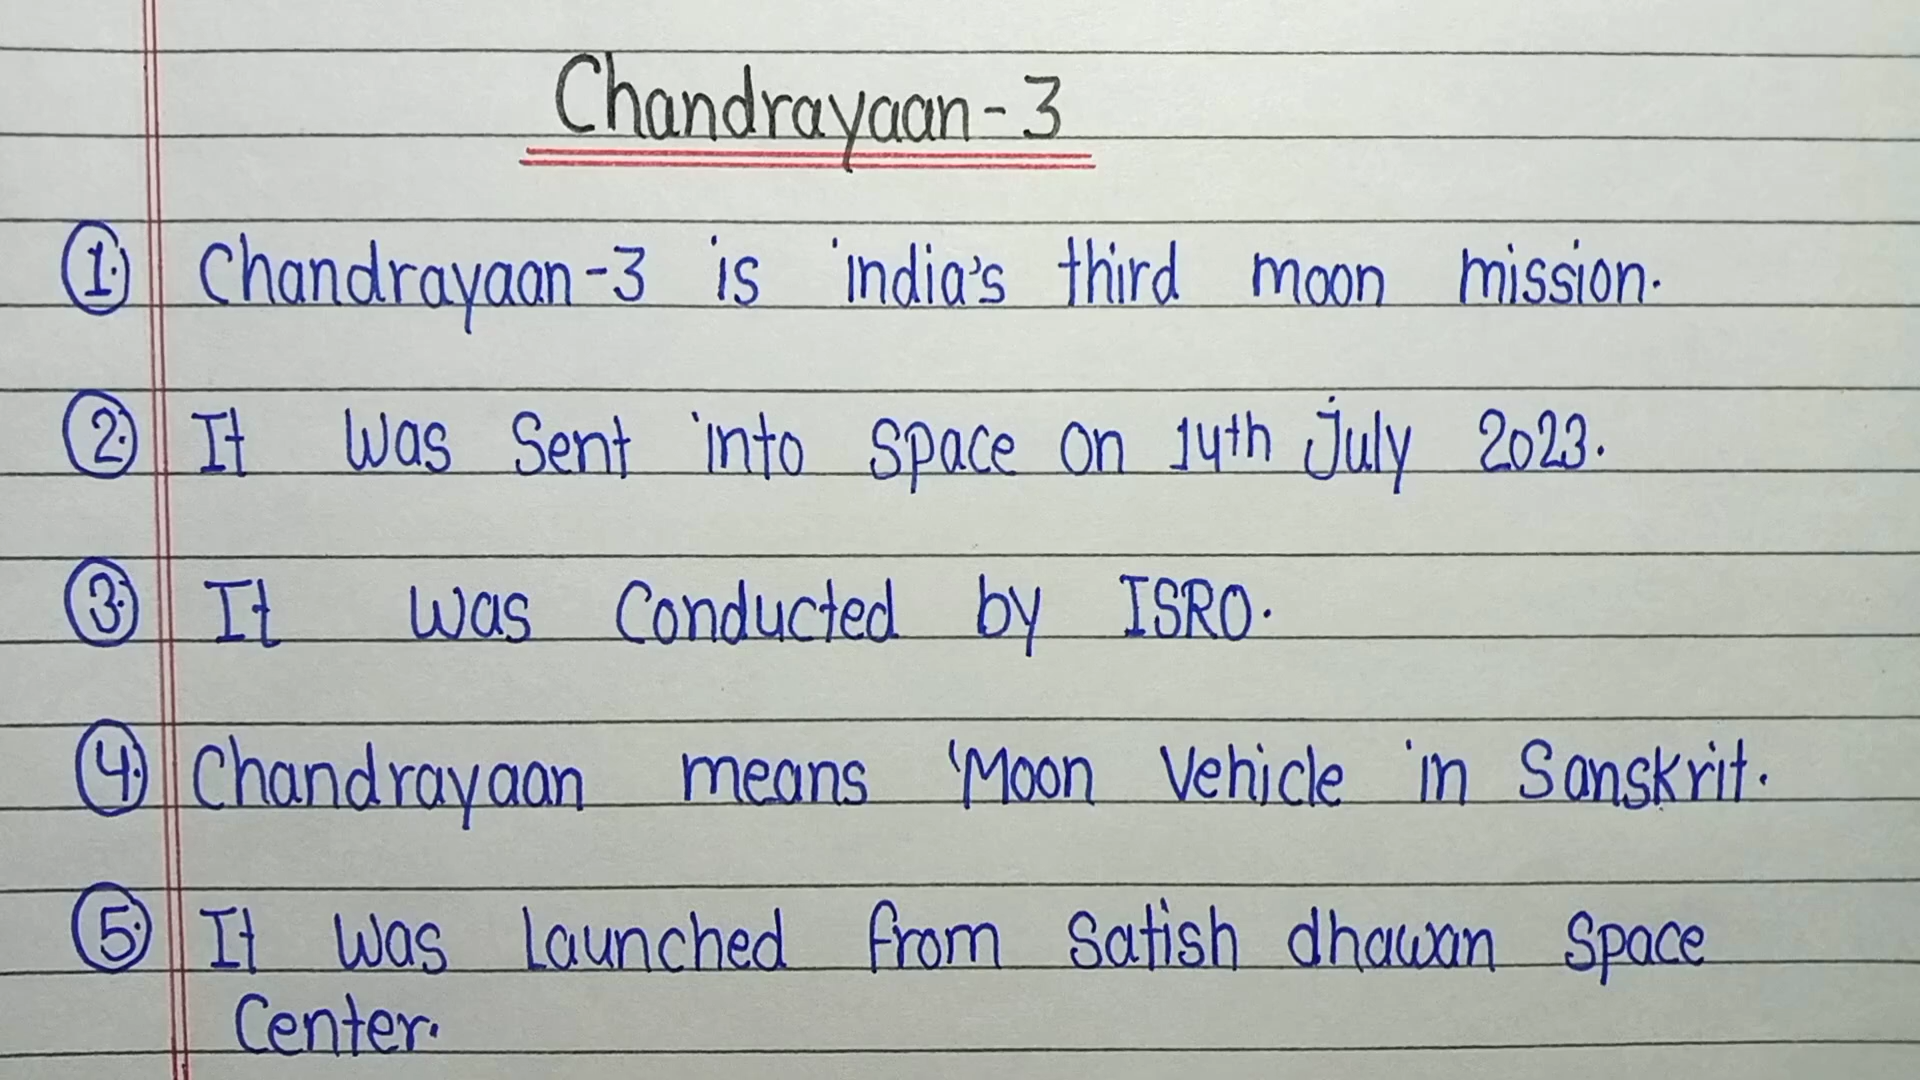 Chandrayaan-3
1. Chandrayaan-3 is india's third moon mission.
2. It was sent into space on 14th July 2023.
3. It was conducted by ISRO.
4. Chandrayaan means 'Moon Vehicle in Sanskrit.
5. It was Launched from Satish dhawan Space
Center.